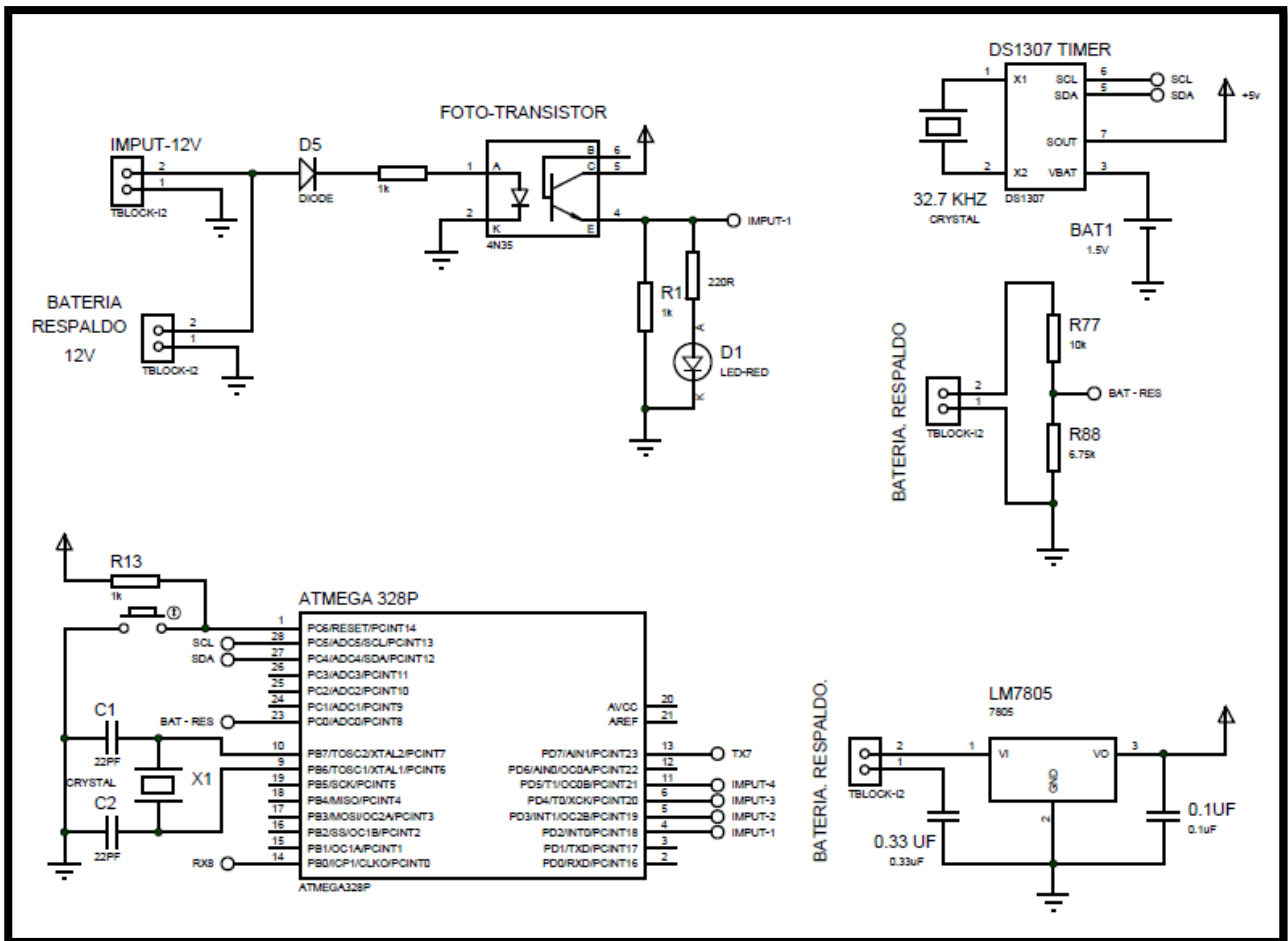 DS1307 TIMER
1
X1
SCL
6
SCL
SDA
5
SDA
+5v
SOUT
7
2
X2
VBAT
3
DS1307
32.7 KHZ
CRYSTAL
BAT1
1.5V
FOTO-TRANSISTOR
IMPUT-12V
2
1
TBLOCK-I2
D5
DIODE
1k
1
A
B
6
C
5
2
K
E
4
4N35
IMPUT-1
R1
1k
220R
A
D1
LED-RED
K
BATERIA
RESPALDO
12V
2
1
TBLOCK-I2
BATERIA. RESPALDO
2
1
TBLOCK-I2
R77
10k
BAT - RES
R88
6.75k
R13
1k
ATMEGA 328P
1
PC6/RESET/PCINT14
SCL
28
PC5/ADC5/SCL/PCINT13
SDA
27
PC4/ADC4/SDA/PCINT12
26
PC3/ADC3/PCINT11
25
PC2/ADC2/PCINT10
24
PC1/ADC1/PCINT9
BAT - RES
23
PC0/ADC0/PCINT8
10
PB7/TOSC2/XTAL2/PCINT7
9
PB6/TOSC1/XTAL1/PCINT6
19
PB5/SCK/PCINT5
18
PB4/MISO/PCINT4
17
PB3/MOSI/OC2A/PCINT3
16
PB2/SS/OC1B/PCINT2
15
PB1/OC1A/PCINT1
RX8
14
PB0/ICP1/CLKO/PCINT0
ATMEGA328P
AVCC
20
AREF
21
PD7/AIN1/PCINT23
13
TX7
PD6/AIN0/OC0A/PCINT22
12
PD5/T1/OC0B/PCINT21
11
IMPUT-4
PD4/T0/XCK/PCINT20
6
IMPUT-3
PD3/INT1/OC2B/PCINT19
5
IMPUT-2
PD2/INT0/PCINT18
4
IMPUT-1
PD1/TXD/PCINT17
3
PD0/RXD/PCINT16
2
C1
22PF
CRYSTAL
X1
C2
22PF
BATERIA. RESPALDO.
2
1
TBLOCK-I2
LM7805
7805
1
VI
VO
3
GND
2
0.33 UF
0.33uF
0.1UF
0.1uF